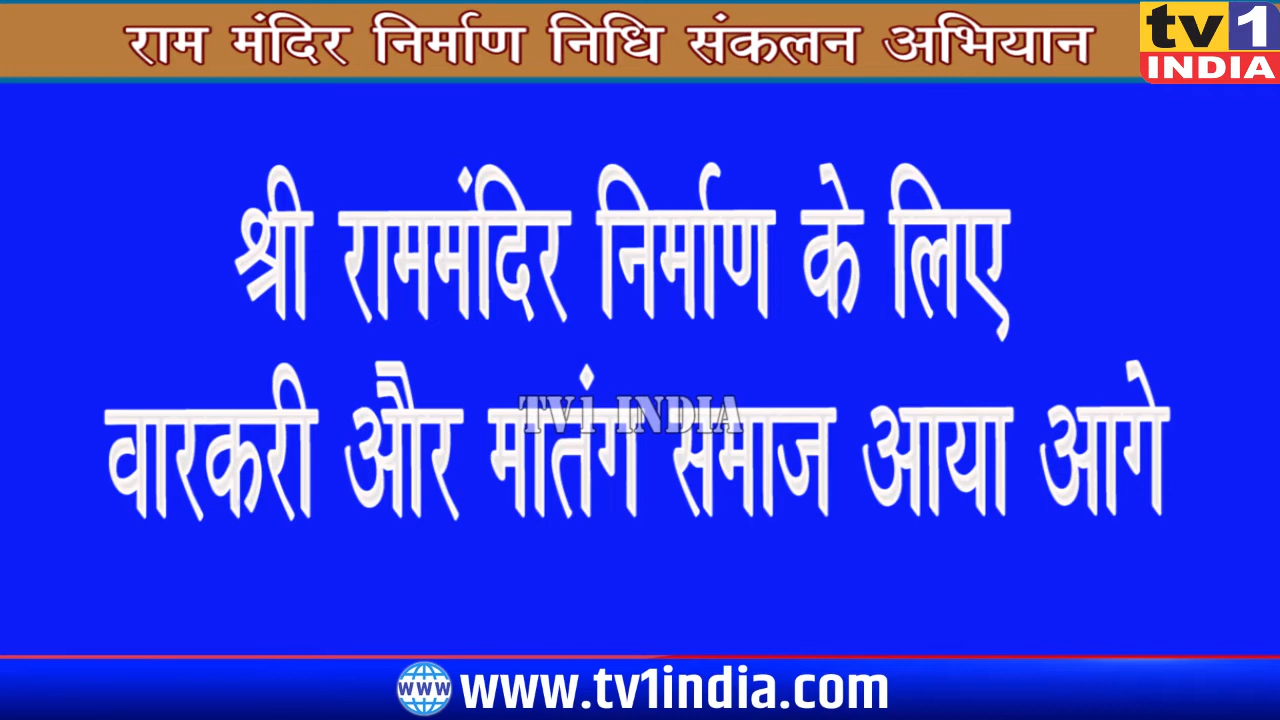 राम मंदिर निर्माण निधि संकलन अभियान
tv1
INDIA
श्री राममंदिर निर्माण के लिए
वारकरी और मातंग समाज आया आगे
TV1 INDIA
www www.tv1india.com